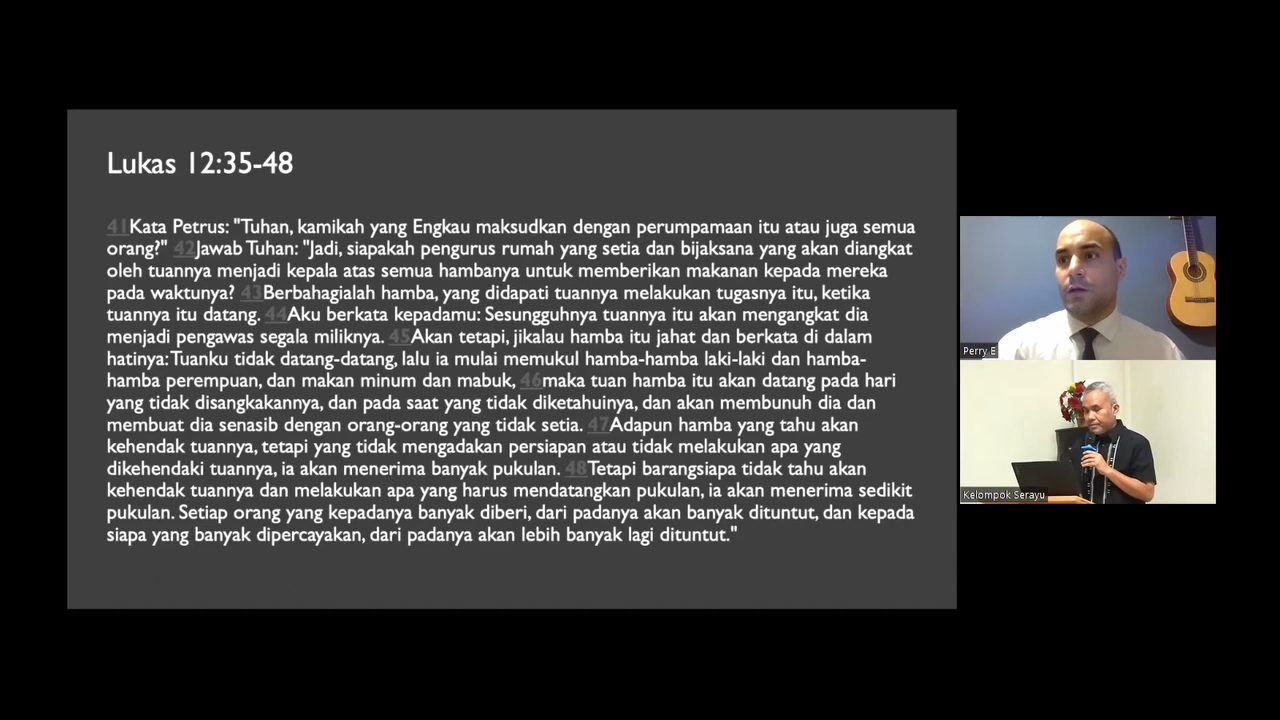 Lukas 12:35-48
41Kata Petrus: "Tuhan, kamikah yang Engkau maksudkan dengan perumpamaan itu atau juga semua
orang?" 42Jawab Tuhan: "Jadi, siapakah pengurus rumah yang setia dan bijaksana yang akan diangkat
oleh tuannya menjadi kepala atas semua hambanya untuk memberikan makanan kepada mereka
pada waktunya? 43Berbahagialah hamba, yang didapati tuannya melakukan tugasnya itu, ketika
tuannya itu datang. 44Aku berkata kepadamu: Sesungguhnya tuannya itu akan mengangkat dia
menjadi pengawas segala miliknya. 45Akan tetapi, jikalau hamba itu jahat dan berkata di dalam
hatinya: Tuanku tidak datang-datang, lalu ia mulai memukul hamba-hamba laki-laki dan hamba-
hamba perempuan, dan makan minum dan mabuk, 46maka tuan hamba itu akan datang pada hari
yang tidak disangkakannya, dan pada saat yang tidak diketahuinya, dan akan membunuh dia dan
membuat dia senasib dengan orang-orang yang tidak setia. 47Adapun hamba yang tahu akan
kehendak tuannya, tetapi yang tidak mengadakan persiapan atau tidak melakukan apa yang
dikehendaki tuannya, ia akan menerima banyak pukulan. 48Tetapi barangsiapa tidak tahu akan
kehendak tuannya dan melakukan apa yang harus mendatangkan pukulan, ia akan menerima sedikit
pukulan. Setiap orang yang kepadanya banyak diberi, dari padanya akan banyak dituntut, dan kepada
siapa yang banyak dipercayakan, dari padanya akan lebih banyak lagi dituntut."
Perry E
Kelompok Serayu